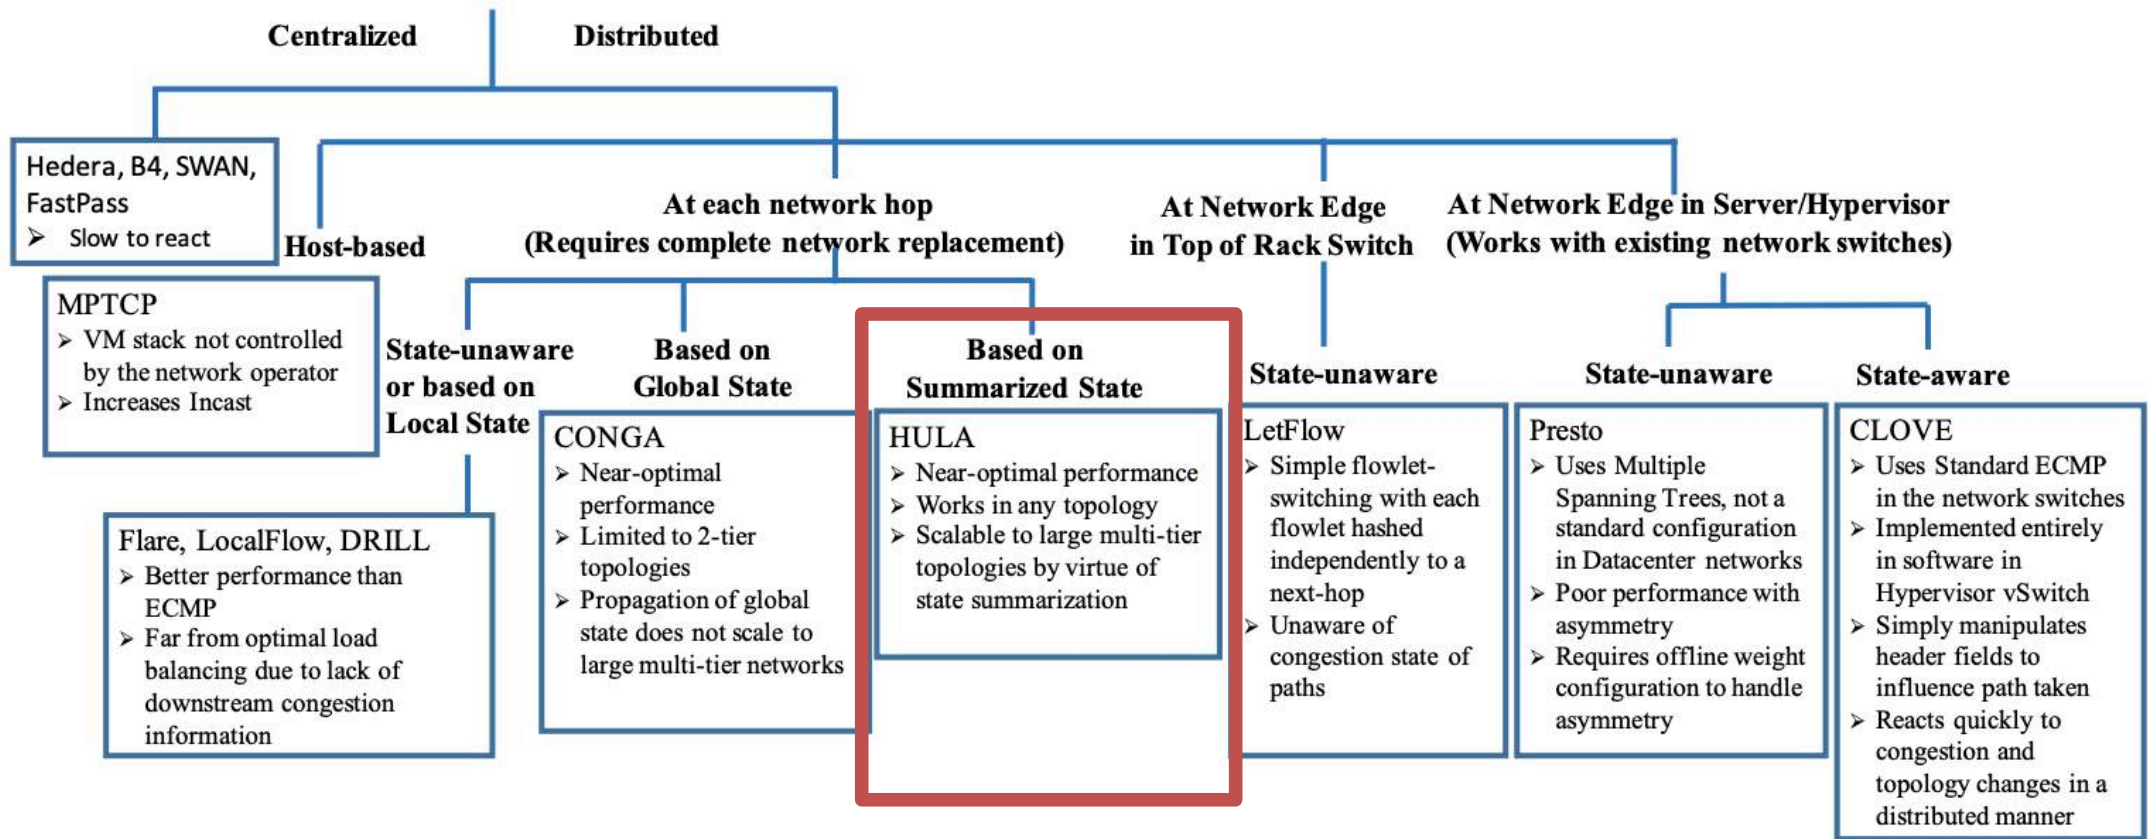 Centralized
Distributed
Hedera, B4, SWAN,
FastPass
➢ Slow to react
Host-based
MPTCP
➢ VM stack not controlled
by the network operator
➢ Increases Incast
At each network hop
(Requires complete network replacement)
State-unaware
or based on
Local State
Flare, LocalFlow, DRILL
➢ Better performance than
ECMP
➢ Far from optimal load
balancing due to lack of
downstream congestion
information
Based on
Global State
CONGA
➢ Near-optimal
performance
➢ Limited to 2-tier
topologies
➢ Propagation of global
state does not scale to
large multi-tier networks
Based on
Summarized State
HULA
➢ Near-optimal performance
➢ Works in any topology
➢ Scalable to large multi-tier
topologies by virtue of
state summarization
At Network Edge
in Top of Rack Switch
State-unaware
LetFlow
➢ Simple flowlet-
switching with each
flowlet hashed
independently to a
next-hop
➢ Unaware of
congestion state of
paths
At Network Edge in Server/Hypervisor
(Works with existing network switches)
State-unaware
Presto
➢ Uses Multiple
Spanning Trees, not a
standard configuration
in Datacenter networks
➢ Poor performance with
asymmetry
➢ Requires offline weight
configuration to handle
asymmetry
State-aware
CLOVE
➢ Uses Standard ECMP
in the network switches
➢ Implemented entirely
in software in
Hypervisor vSwitch
➢ Simply manipulates
header fields to
influence path taken
➢ Reacts quickly to
congestion and
topology changes in a
distributed manner